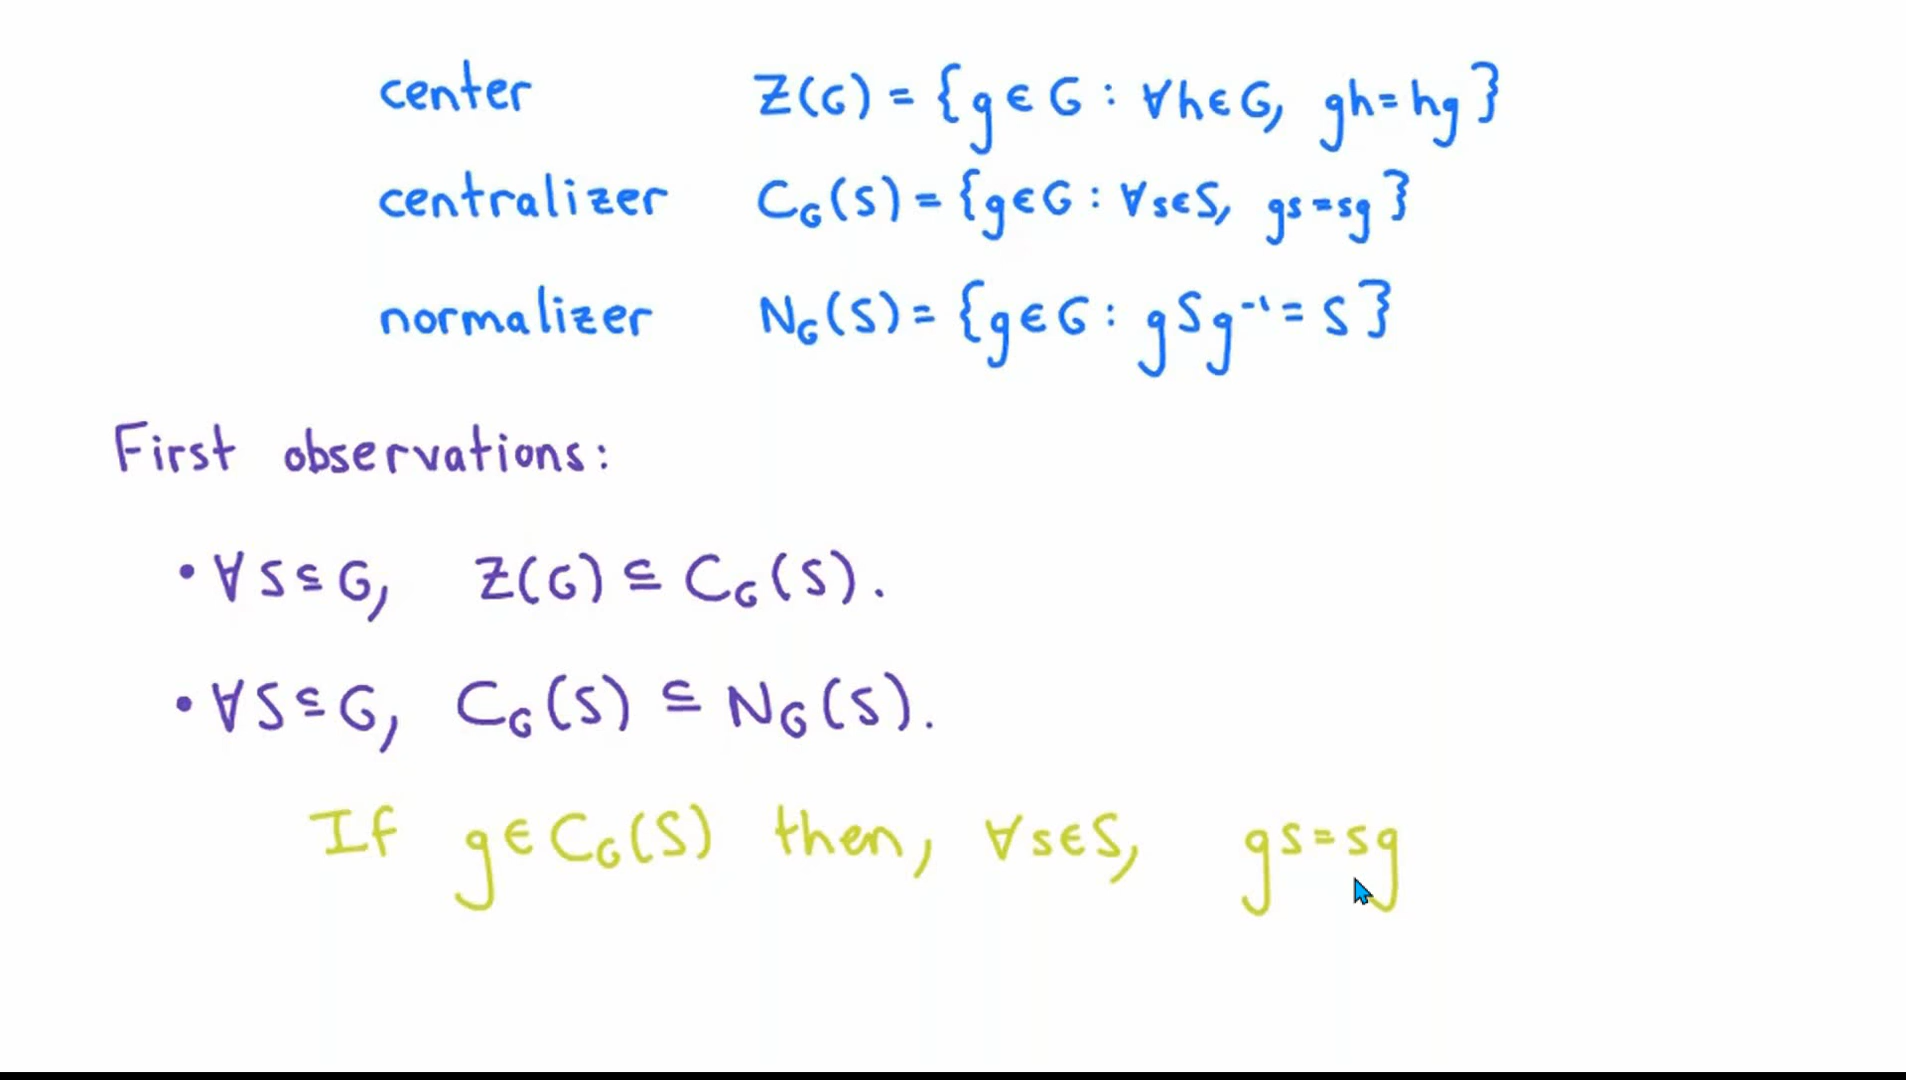 center Z(G) = {g∈G : ∀h∈G, gh=hg}
centralizer C_G(S) = {g∈G : ∀s∈S, gs=sg}
normalizer N_G(S) = {g∈G : gSg⁻¹ = S}
First observations:
• ∀S⊆G, Z(G) ⊆ C_G(S).
• ∀S⊆G, C_G(S) ⊆ N_G(S).
If g∈C_G(S) then, ∀s∈S, gs=sg